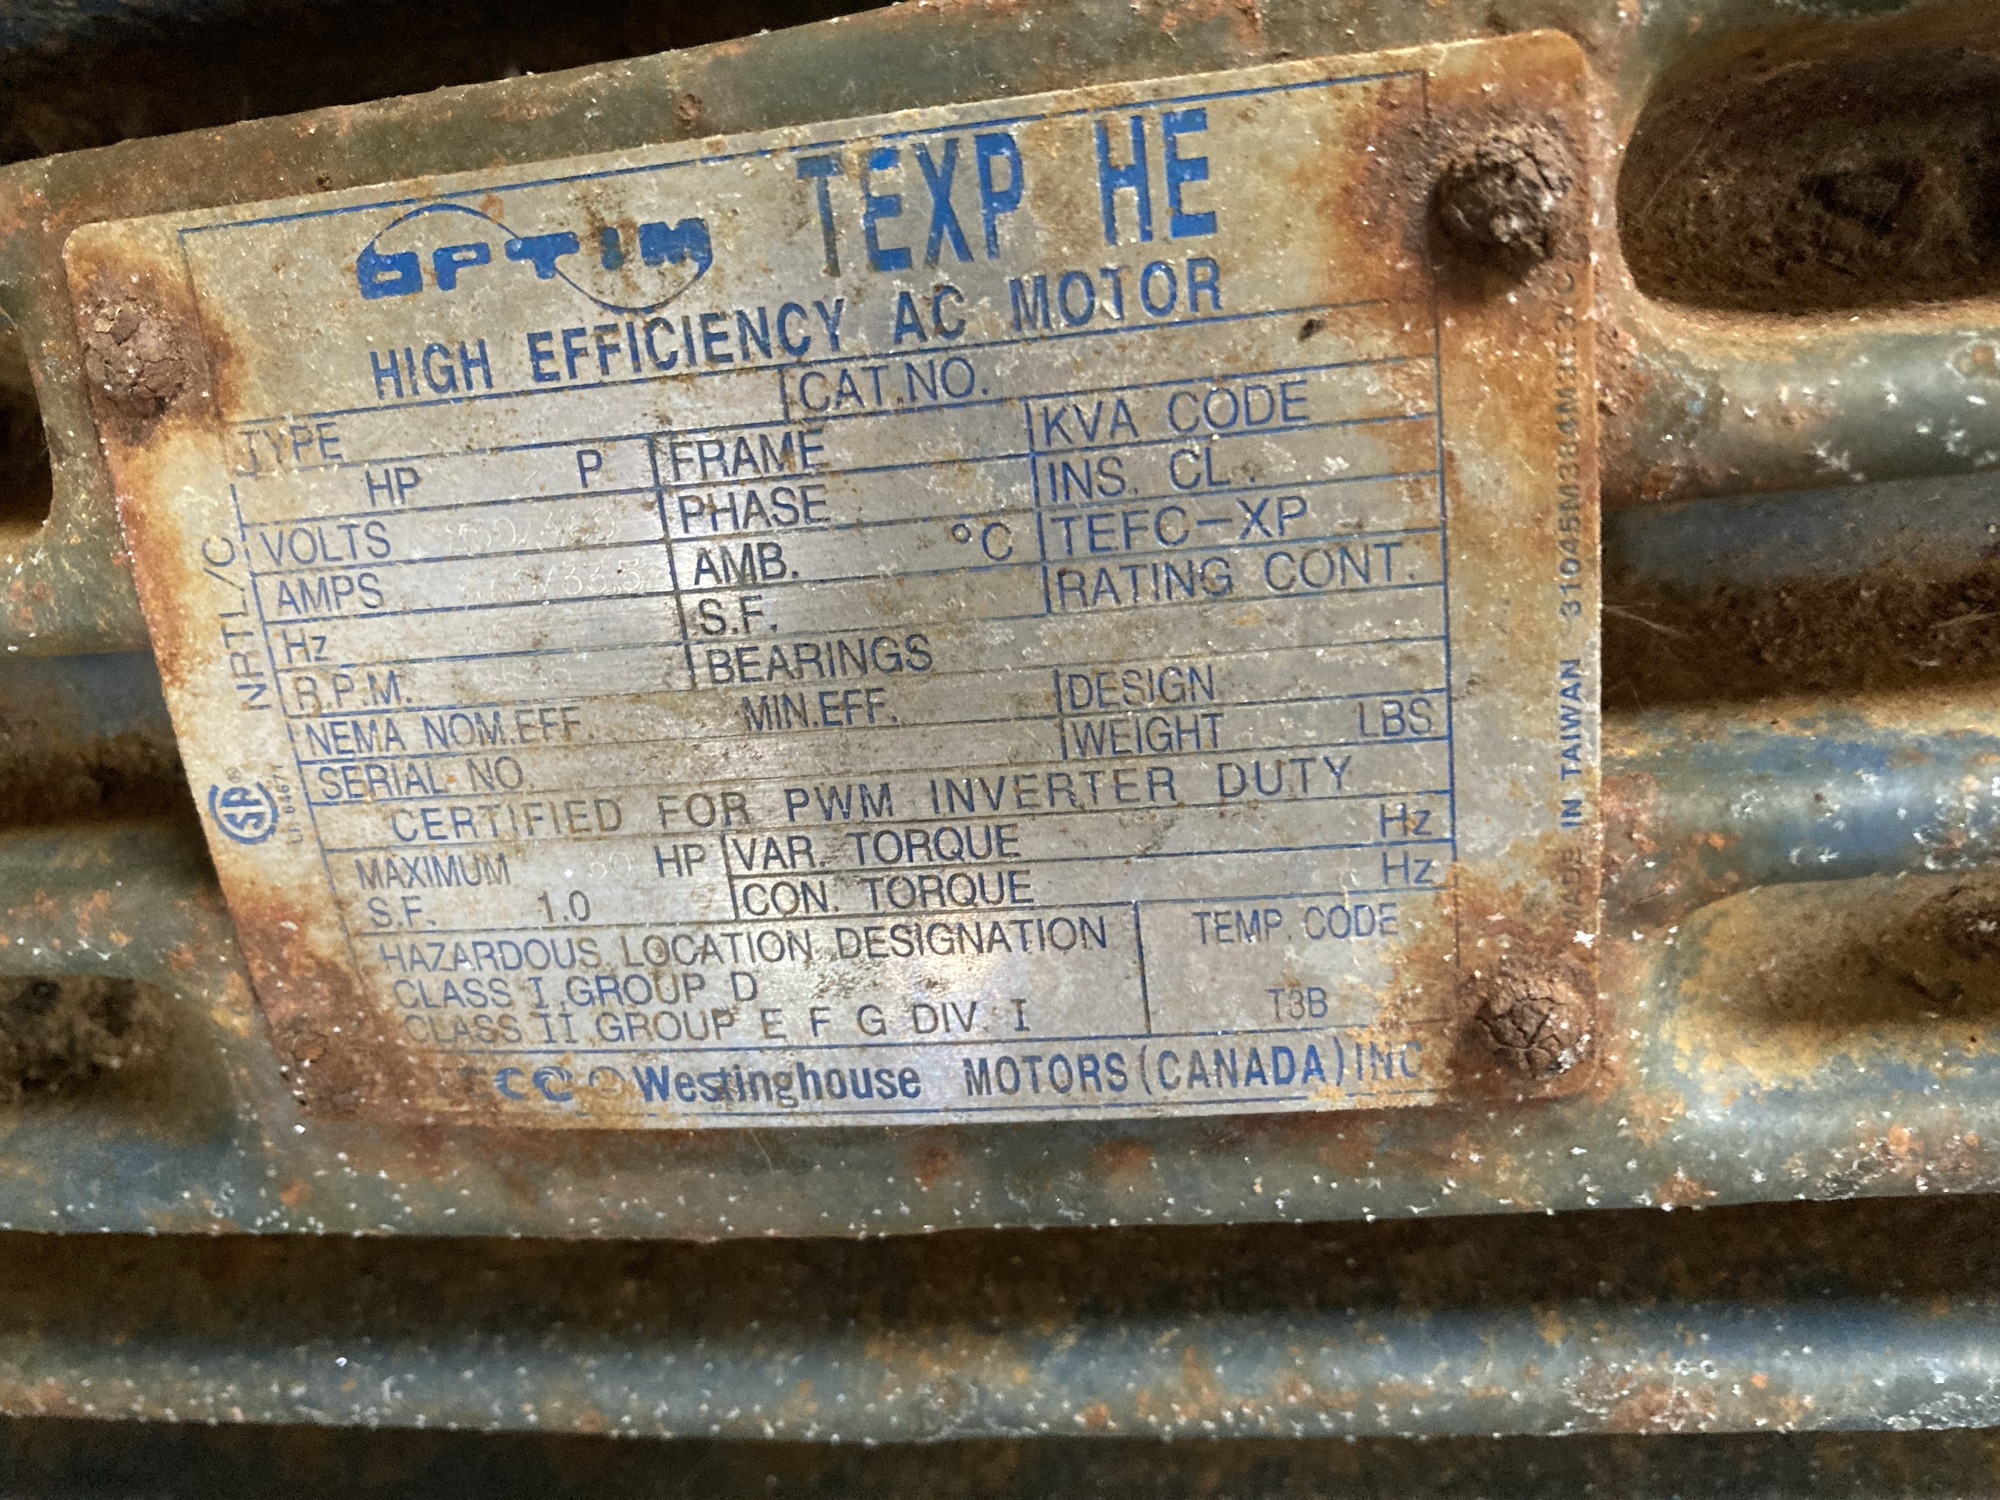 OPTIM TEXP HE
HIGH EFFICIENCY AC MOTOR
TYPE CAT.NO.
HP P FRAME KVA CODE
VOLTS PHASE INS. CL.
AMPS AMB. °C TEFC-XP
Hz S.F. RATING CONT.
R.P.M. BEARINGS
NEMA NOM.EFF. MIN.EFF. DESIGN
SERIAL NO. WEIGHT LBS
CERTIFIED FOR PWM INVERTER DUTY
MAXIMUM HP VAR. TORQUE Hz
S.F. 1.0 CON. TORQUE Hz
HAZARDOUS LOCATION DESIGNATION TEMP. CODE
CLASS I, GROUP D
CLASS II, GROUP E F G DIV. I T3B
Westinghouse MOTORS (CANADA) INC
NRTL/C
MADE IN TAIWAN